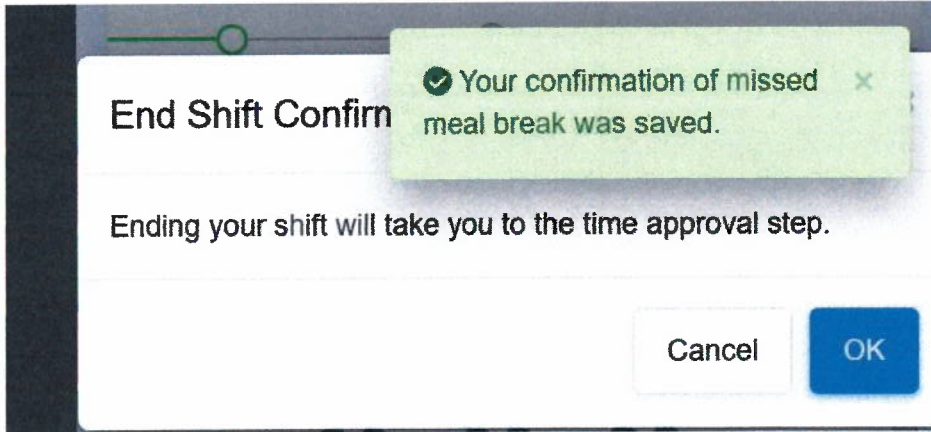 Your confirmation of missed
meal break was saved.
End Shift Confirm
Ending your shift will take you to the time approval step.
Cancel
OK